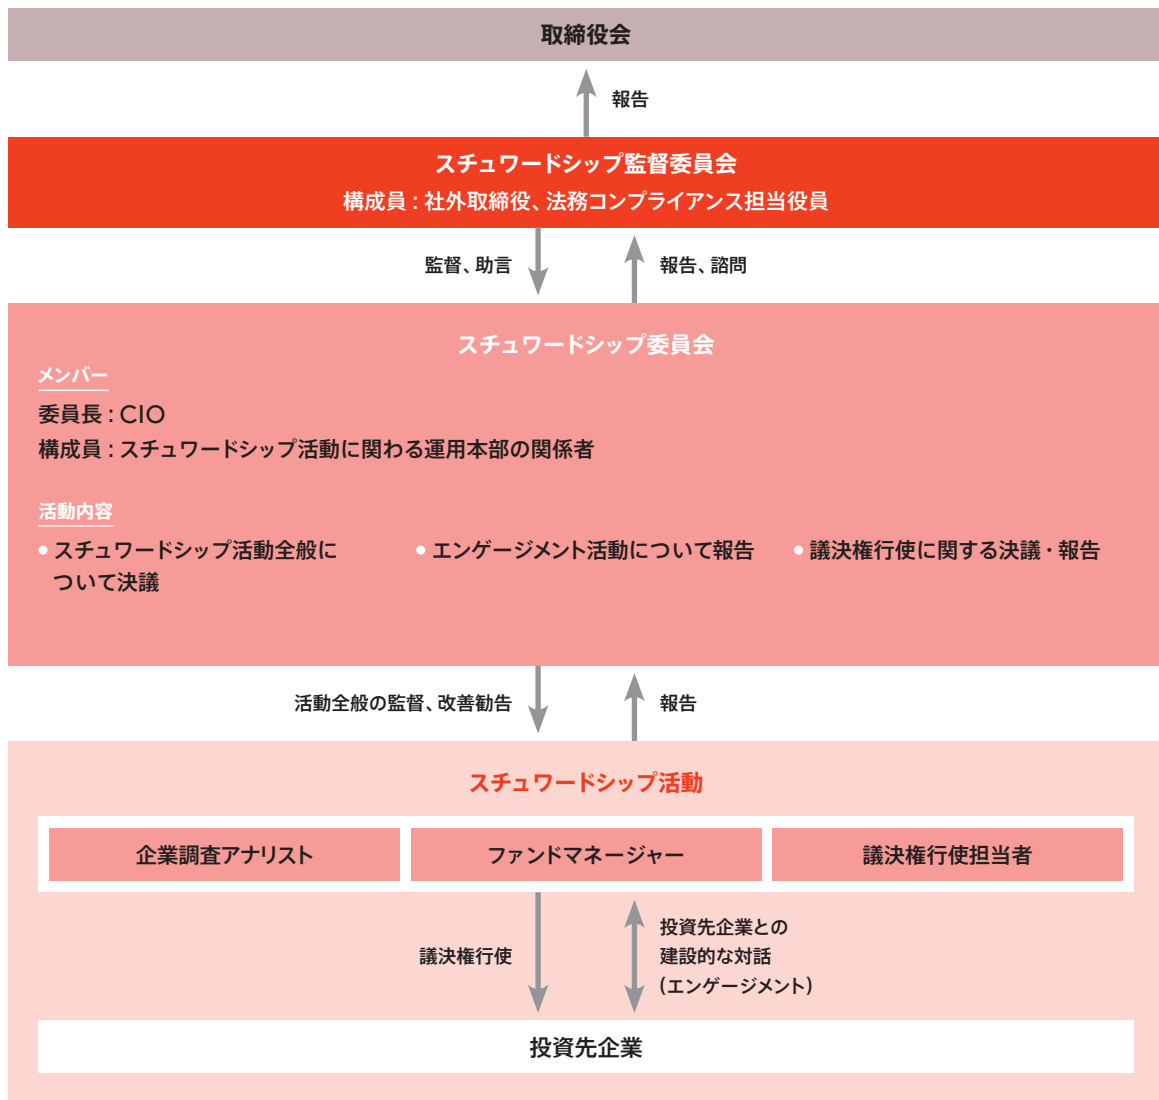 取締役会
報告
スチュワードシップ監督委員会
構成員：社外取締役、法務コンプライアンス担当役員
監督、助言
報告、諮問
スチュワードシップ委員会
メンバー
委員長：CIO
構成員：スチュワードシップ活動に関わる運用本部の関係者
活動内容
● スチュワードシップ活動全般に
ついて決議
● エンゲージメント活動について報告
● 議決権行使に関する決議・報告
活動全般の監督、改善勧告
報告
スチュワードシップ活動
企業調査アナリスト
ファンドマネージャー
議決権行使担当者
議決権行使
投資先企業との
建設的な対話
(エンゲージメント)
投資先企業